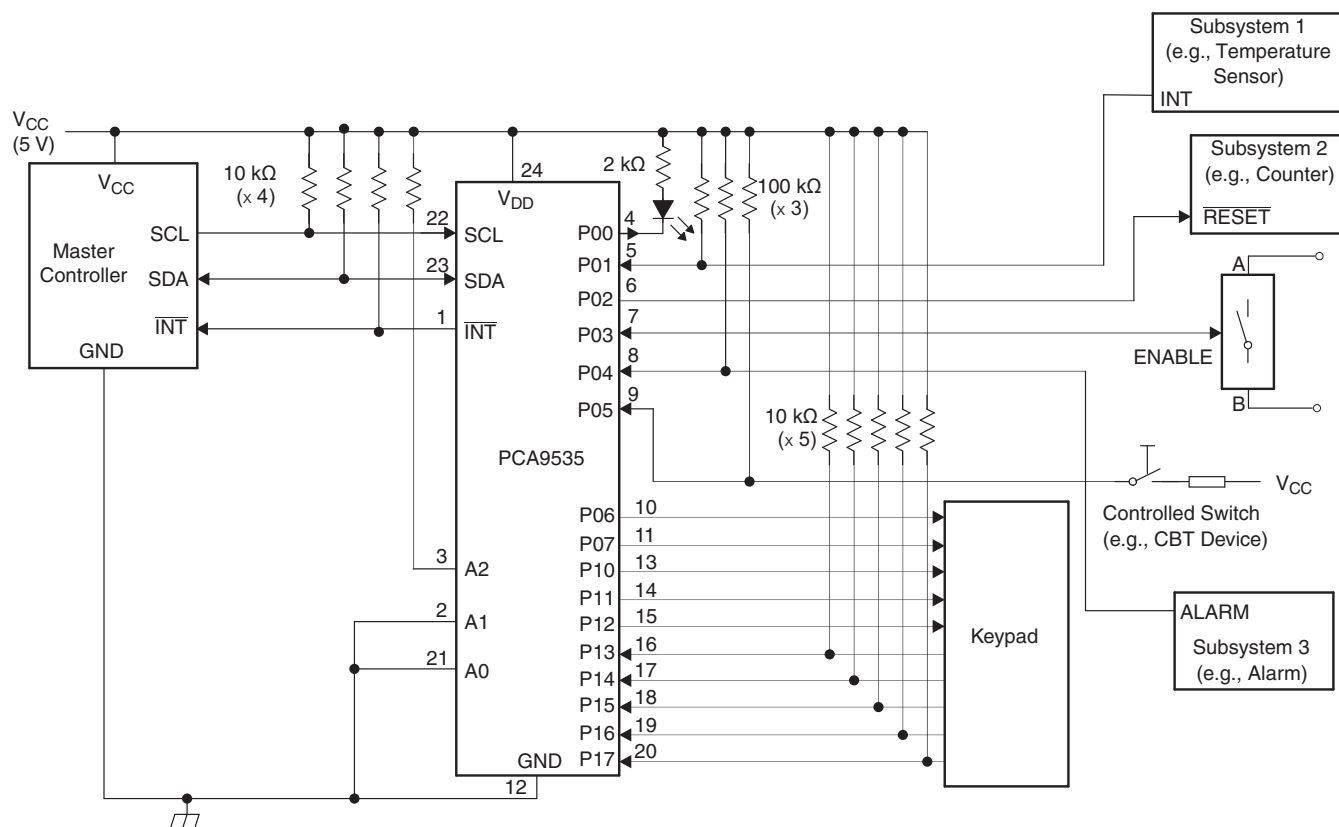 Subsystem 1
(e.g., Temperature
Sensor)
INT
VCC
(5 V)
Subsystem 2
(e.g., Counter)
RESET
VCC
Master
Controller
SCL
SDA
INT
GND
10 kΩ
(x 4)
22
23
1
3
2
21
24
VDD
SCL
SDA
INT
A2
A1
A0
GND
12
PCA9535
P00
P01
P02
P03
P04
P05
P06
P07
P10
P11
P12
P13
P14
P15
P16
P17
4
5
6
7
8
9
10
11
13
14
15
16
17
18
19
20
2 kΩ
100 kΩ
(x 3)
10 kΩ
(x 5)
A
ENABLE
B
VCC
Controlled Switch
(e.g., CBT Device)
Keypad
ALARM
Subsystem 3
(e.g., Alarm)